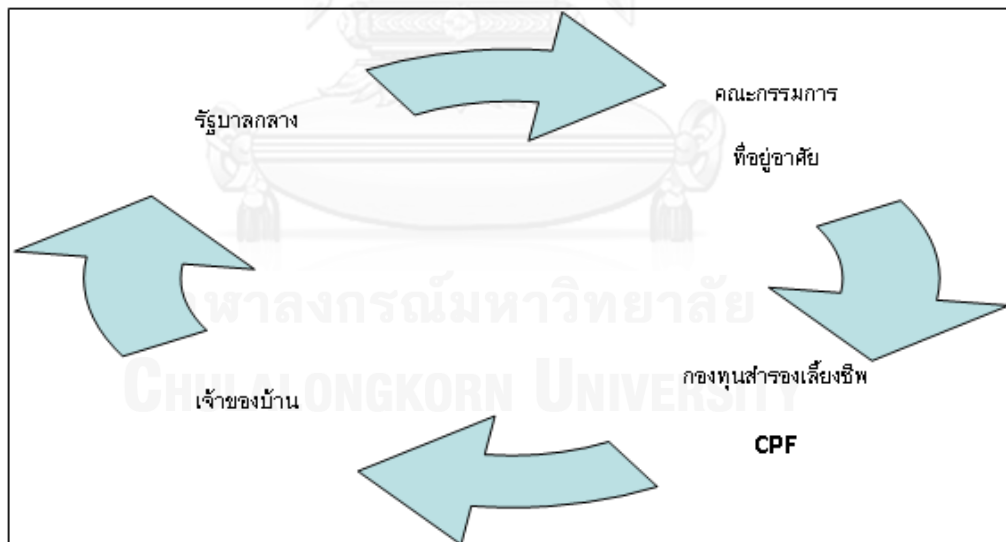 รัฐบาลกลาง
คณะกรรมการ
ที่อยู่อาศัย
จุฬาลงกรณ์มหาวิทยาลัย
CHULALONGKORN UNIVERSITY
กองทุนสำรองเลี้ยงชีพ
CPF
เจ้าของบ้าน